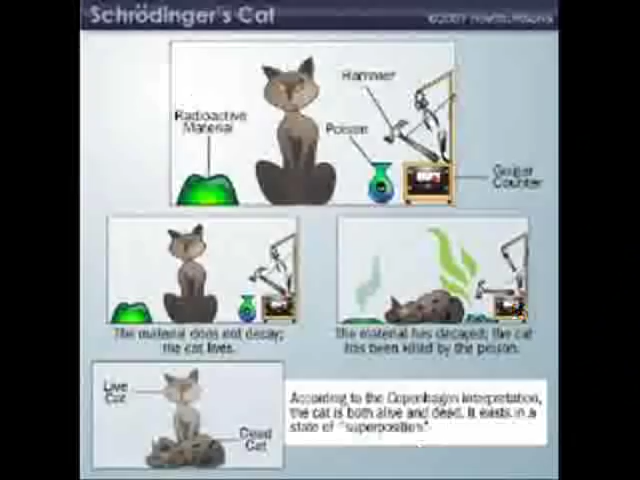 Schrödinger's Cat
Hammer
Radioactive
Material
Poison
Geiger
Counter
The material does not decay;
the cat lives.
The material has decayed; the cat
has been killed by the poison.
Live
Cat
Dead
Cat
According to the Copenhagen interpretation,
the cat is both alive and dead. It exists in a
state of "superposition."